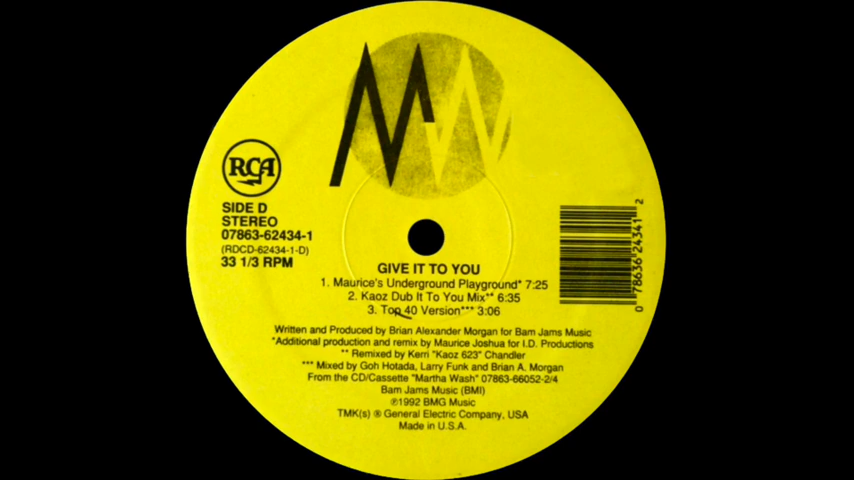 MW
RCA
SIDE D
STEREO
07863-62434-1
(RDCD-62434-1-D)
33 1/3 RPM
GIVE IT TO YOU
1. Maurice's Underground Playground* 7:25
2. Kaoz Dub It To You Mix** 6:35
3. Top 40 Version*** 3:06
Written and Produced by Brian Alexander Morgan for Bam Jams Music
*Additional production and remix by Maurice Joshua for I.D. Productions
** Remixed by Kerri "Kaoz 623" Chandler
*** Mixed by Goh Hotada, Larry Funk and Brian A. Morgan
From the CD/Cassette "Martha Wash" 07863-66052-2/4
Bam Jams Music (BMI)
℗1992 BMG Music
TMK(s) ® General Electric Company, USA
Made in U.S.A.
0 78636 24341 2